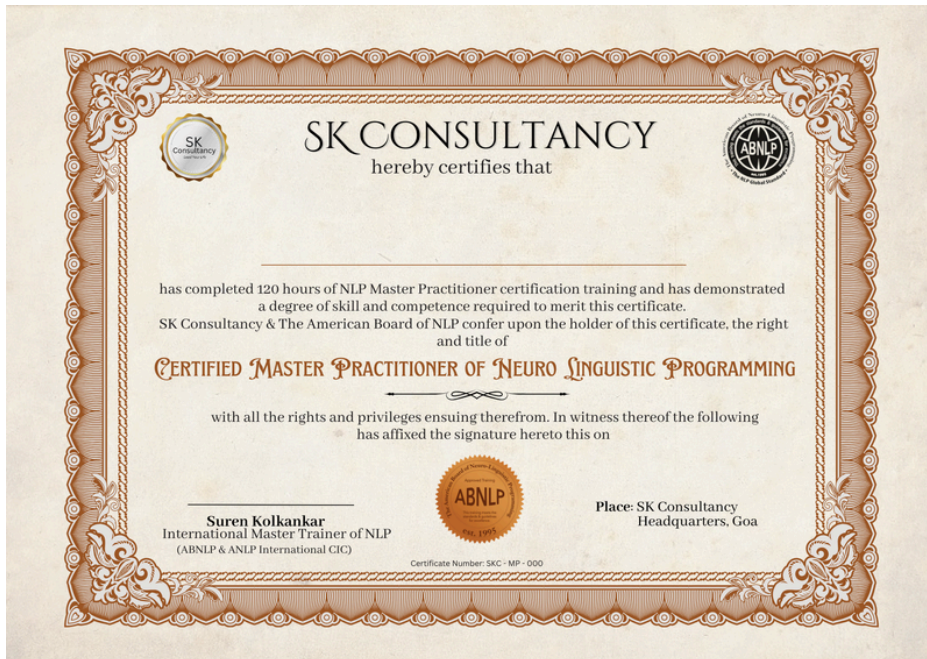 SK CONSULTANCY
hereby certifies that
SK
Consultancy
ABNLP
The NLP Global Standard
has completed 120 hours of NLP Master Practitioner certification training and has demonstrated
a degree of skill and competence required to merit this certificate.
SK Consultancy & The American Board of NLP confer upon the holder of this certificate, the right
and title of
CERTIFIED MASTER PRACTITIONER OF NEURO LINGUISTIC PROGRAMMING
with all the rights and privileges ensuing therefrom. In witness thereof the following
has affixed the signature hereto this on
ABNLP
est. 1995
Suren Kolkankar
International Master Trainer of NLP
(ABNLP & ANLP International CIC)
Place: SK Consultancy
Headquarters, Goa
Certificate Number: SKC - MP - 000